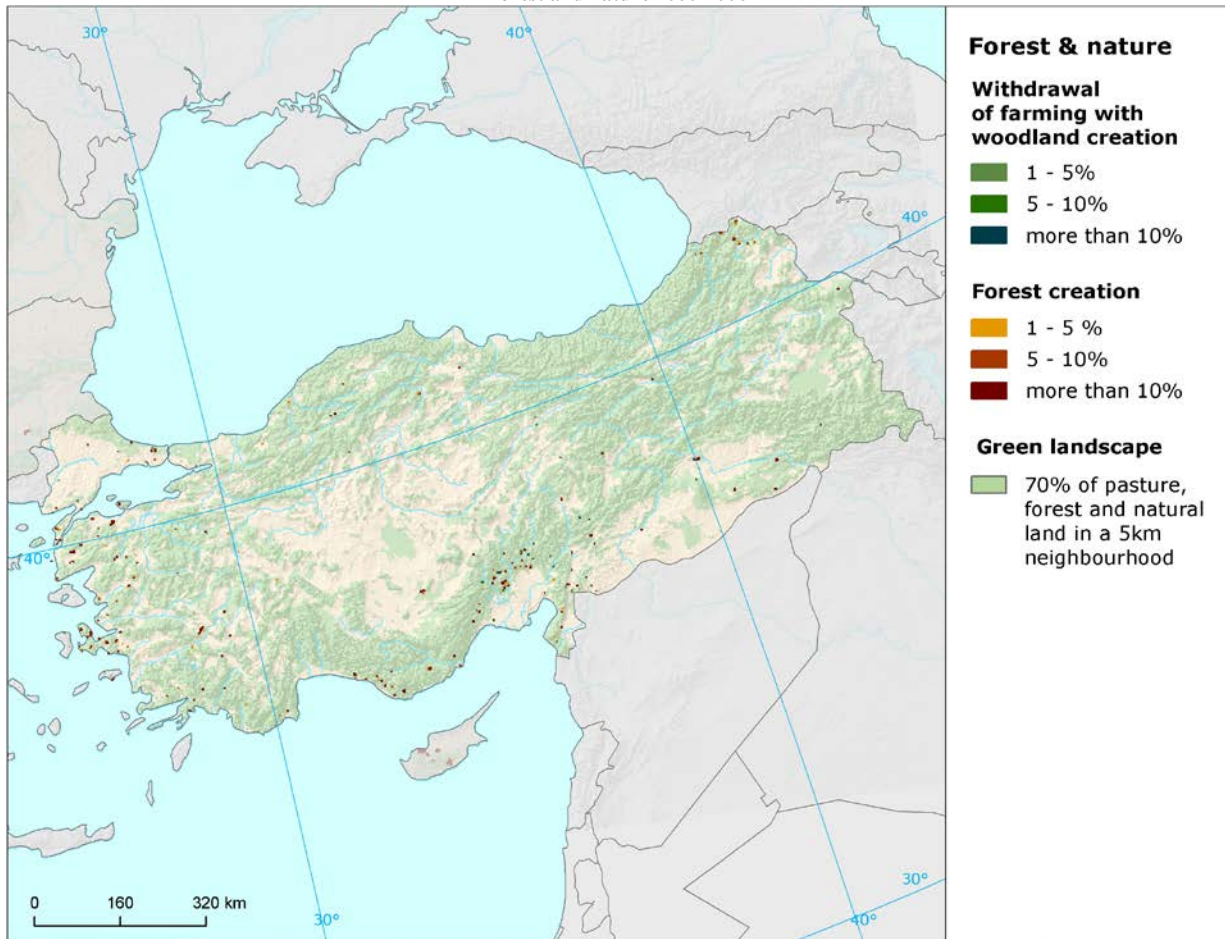 30°
40°
40°
40°
30°
30°
40°
0 160 320 km
Forest & nature
Withdrawal
of farming with
woodland creation
1 - 5%
5 - 10%
more than 10%
Forest creation
1 - 5 %
5 - 10%
more than 10%
Green landscape
70% of pasture,
forest and natural
land in a 5km
neighbourhood